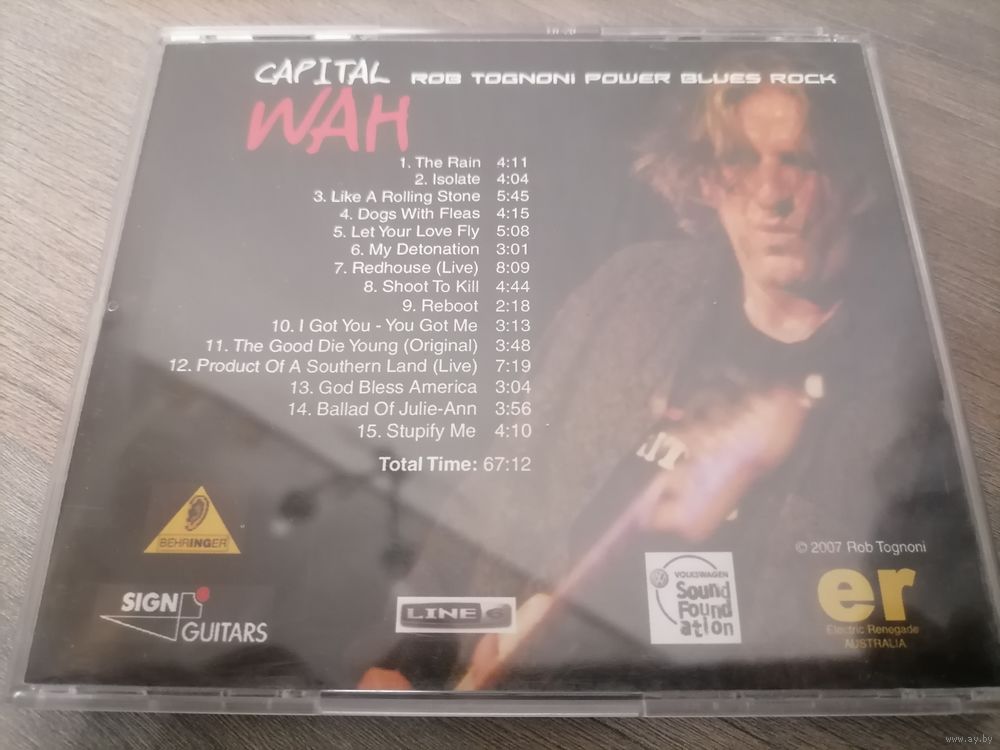 CAPITAL ROB TOGNONI POWER BLUES ROCK
WAH
1. The Rain 4:11
2. Isolate 4:04
3. Like A Rolling Stone 5:45
4. Dogs With Fleas 4:15
5. Let Your Love Fly 5:08
6. My Detonation 3:01
7. Redhouse (Live) 8:09
8. Shoot To Kill 4:44
9. Reboot 2:18
10. I Got You - You Got Me 3:13
11. The Good Die Young (Original) 3:48
12. Product Of A Southern Land (Live) 7:19
13. God Bless America 3:04
14. Ballad Of Julie-Ann 3:56
15. Stupify Me 4:10
Total Time: 67:12
BEHRINGER
SIGN
GUITARS
LINE 6
VOLKSWAGEN
Sound
Found
ation
© 2007 Rob Tognoni
er
Electric Renegade
AUSTRALIA
www.ay.by